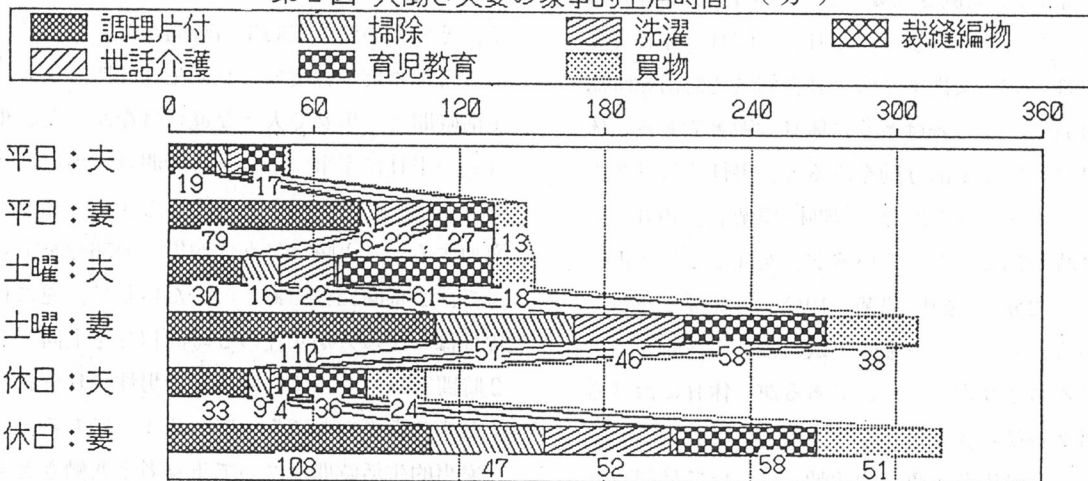 調理片付 掃除 洗濯 裁縫編物
世話介護 育児教育 買物
0 60 120 180 240 300 360
平日:夫
19 17
平日:妻
79 6 22 27 13
土曜:夫
30 16 22 61 18
土曜:妻
110 57 46 58 38
休日:夫
33 9 4 36 24
休日:妻
108 47 52 58 51